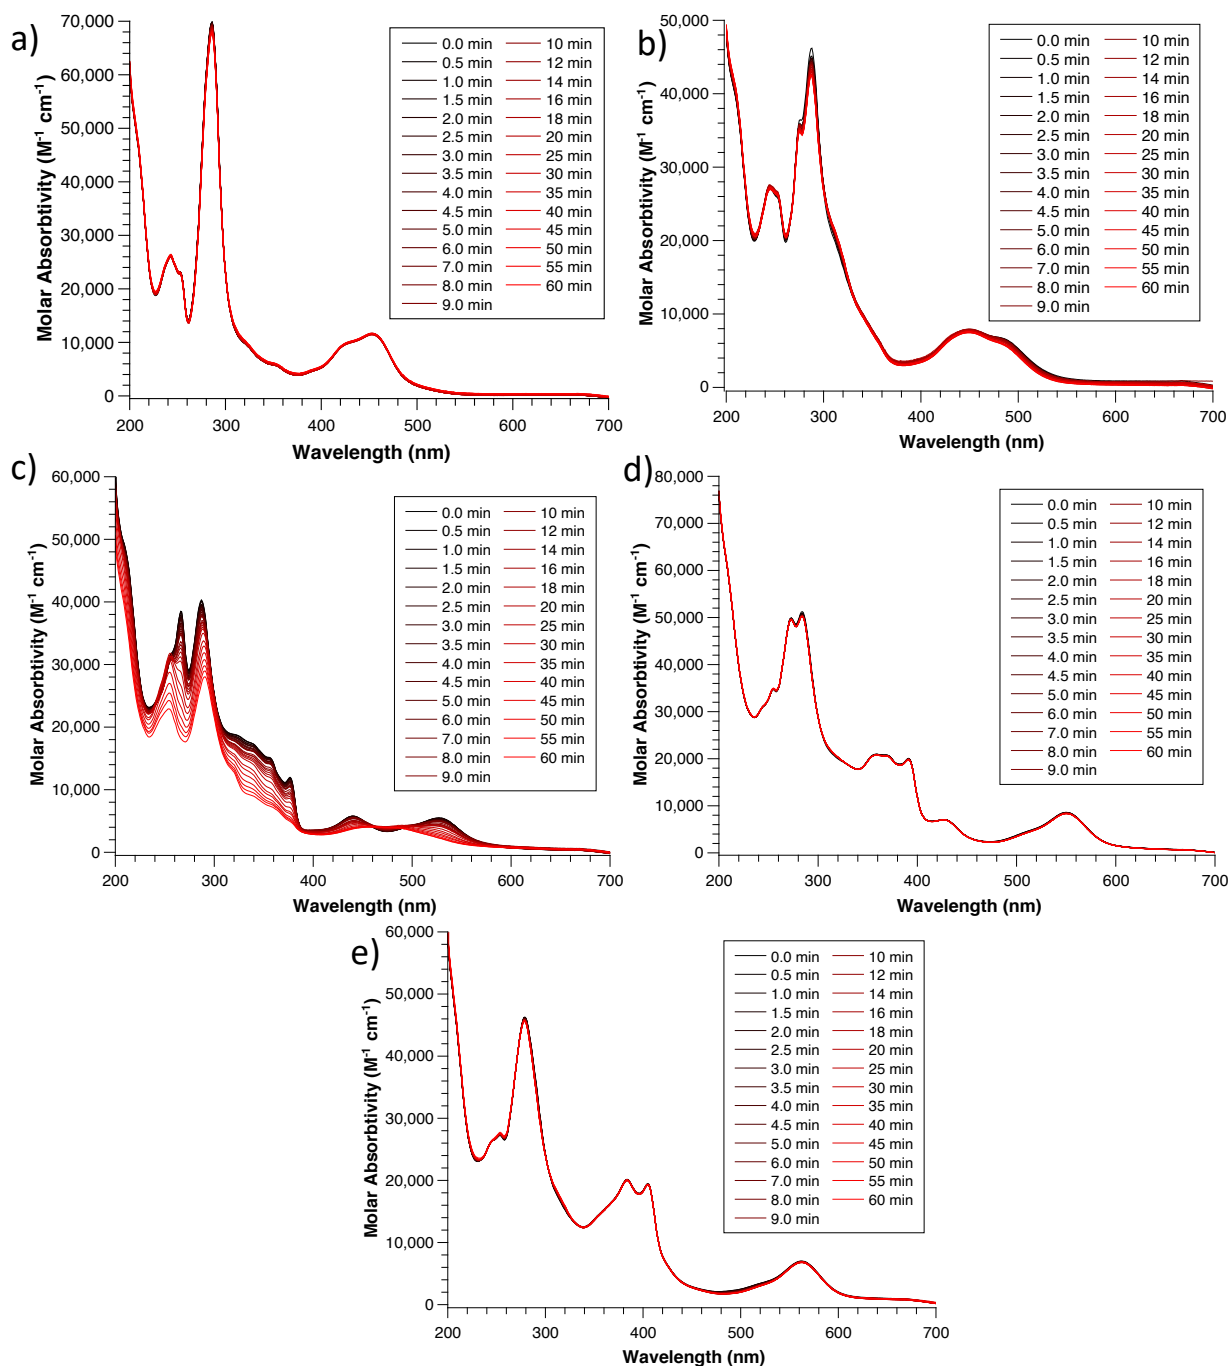 a)
70,000
60,000
50,000
40,000
30,000
20,000
10,000
0
Molar Absorbtivity (M-1 cm-1)
200 300 400 500 600 700
Wavelength (nm)
0.0 min 10 min
0.5 min 12 min
1.0 min 14 min
1.5 min 16 min
2.0 min 18 min
2.5 min 20 min
3.0 min 25 min
3.5 min 30 min
4.0 min 35 min
4.5 min 40 min
5.0 min 45 min
6.0 min 50 min
7.0 min 55 min
8.0 min 60 min
9.0 min
b)
50,000
40,000
30,000
20,000
10,000
0
Molar Absorbtivity (M-1 cm-1)
200 300 400 500 600 700
Wavelength (nm)
0.0 min 10 min
0.5 min 12 min
1.0 min 14 min
1.5 min 16 min
2.0 min 18 min
2.5 min 20 min
3.0 min 25 min
3.5 min 30 min
4.0 min 35 min
4.5 min 40 min
5.0 min 45 min
6.0 min 50 min
7.0 min 55 min
8.0 min 60 min
9.0 min
c)
60,000
50,000
40,000
30,000
20,000
10,000
0
Molar Absorbtivity (M-1 cm-1)
200 300 400 500 600 700
Wavelength (nm)
0.0 min 10 min
0.5 min 12 min
1.0 min 14 min
1.5 min 16 min
2.0 min 18 min
2.5 min 20 min
3.0 min 25 min
3.5 min 30 min
4.0 min 35 min
4.5 min 40 min
5.0 min 45 min
6.0 min 50 min
7.0 min 55 min
8.0 min 60 min
9.0 min
d)
80,000
70,000
60,000
50,000
40,000
30,000
20,000
10,000
0
Molar Absorbtivity (M-1 cm-1)
200 300 400 500 600 700
Wavelength (nm)
0.0 min 10 min
0.5 min 12 min
1.0 min 14 min
1.5 min 16 min
2.0 min 18 min
2.5 min 20 min
3.0 min 25 min
3.5 min 30 min
4.0 min 35 min
4.5 min 40 min
5.0 min 45 min
6.0 min 50 min
7.0 min 55 min
8.0 min 60 min
9.0 min
e)
60,000
50,000
40,000
30,000
20,000
10,000
0
Molar Absorbtivity (M-1 cm-1)
200 300 400 500 600 700
Wavelength (nm)
0.0 min 10 min
0.5 min 12 min
1.0 min 14 min
1.5 min 16 min
2.0 min 18 min
2.5 min 20 min
3.0 min 25 min
3.5 min 30 min
4.0 min 35 min
4.5 min 40 min
5.0 min 45 min
6.0 min 50 min
7.0 min 55 min
8.0 min 60 min
9.0 min